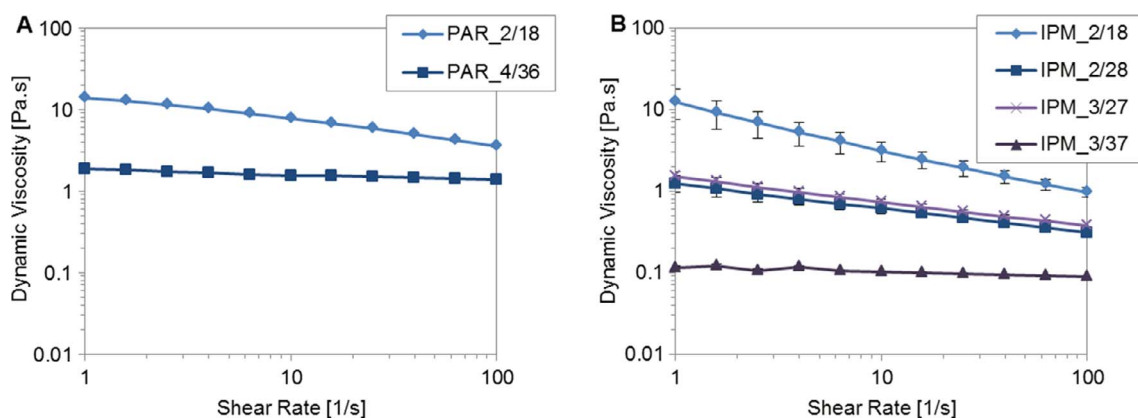 A
100
10
1
0.1
0.01
Dynamic Viscosity [Pa.s]
1
10
100
Shear Rate [1/s]
PAR_2/18
PAR_4/36
B
100
10
1
0.1
0.01
Dynamic Viscosity [Pa.s]
1
10
100
Shear Rate [1/s]
IPM_2/18
IPM_2/28
IPM_3/27
IPM_3/37